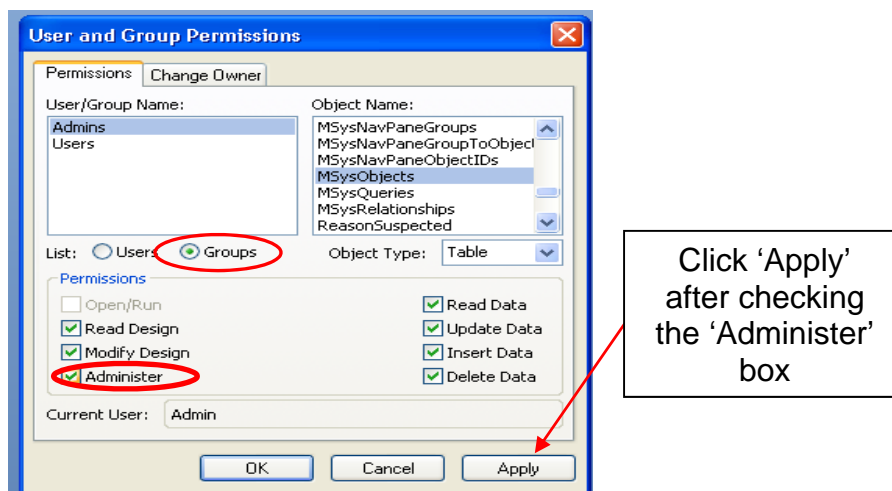 User and Group Permissions
Permissions
Change Owner
User/Group Name:
Admins
Users
Object Name:
MSysNavPaneGroups
MSysNavPaneGroupToObject
MSysNavPaneObjectIDs
MSysObjects
MSysQueries
MSysRelationships
ReasonSuspected
List: Users Groups
Object Type: Table
Permissions
Open/Run
Read Design
Modify Design
Administer
Read Data
Update Data
Insert Data
Delete Data
Current User: Admin
OK Cancel Apply
Click ‘Apply’
after checking
the ‘Administer’
box